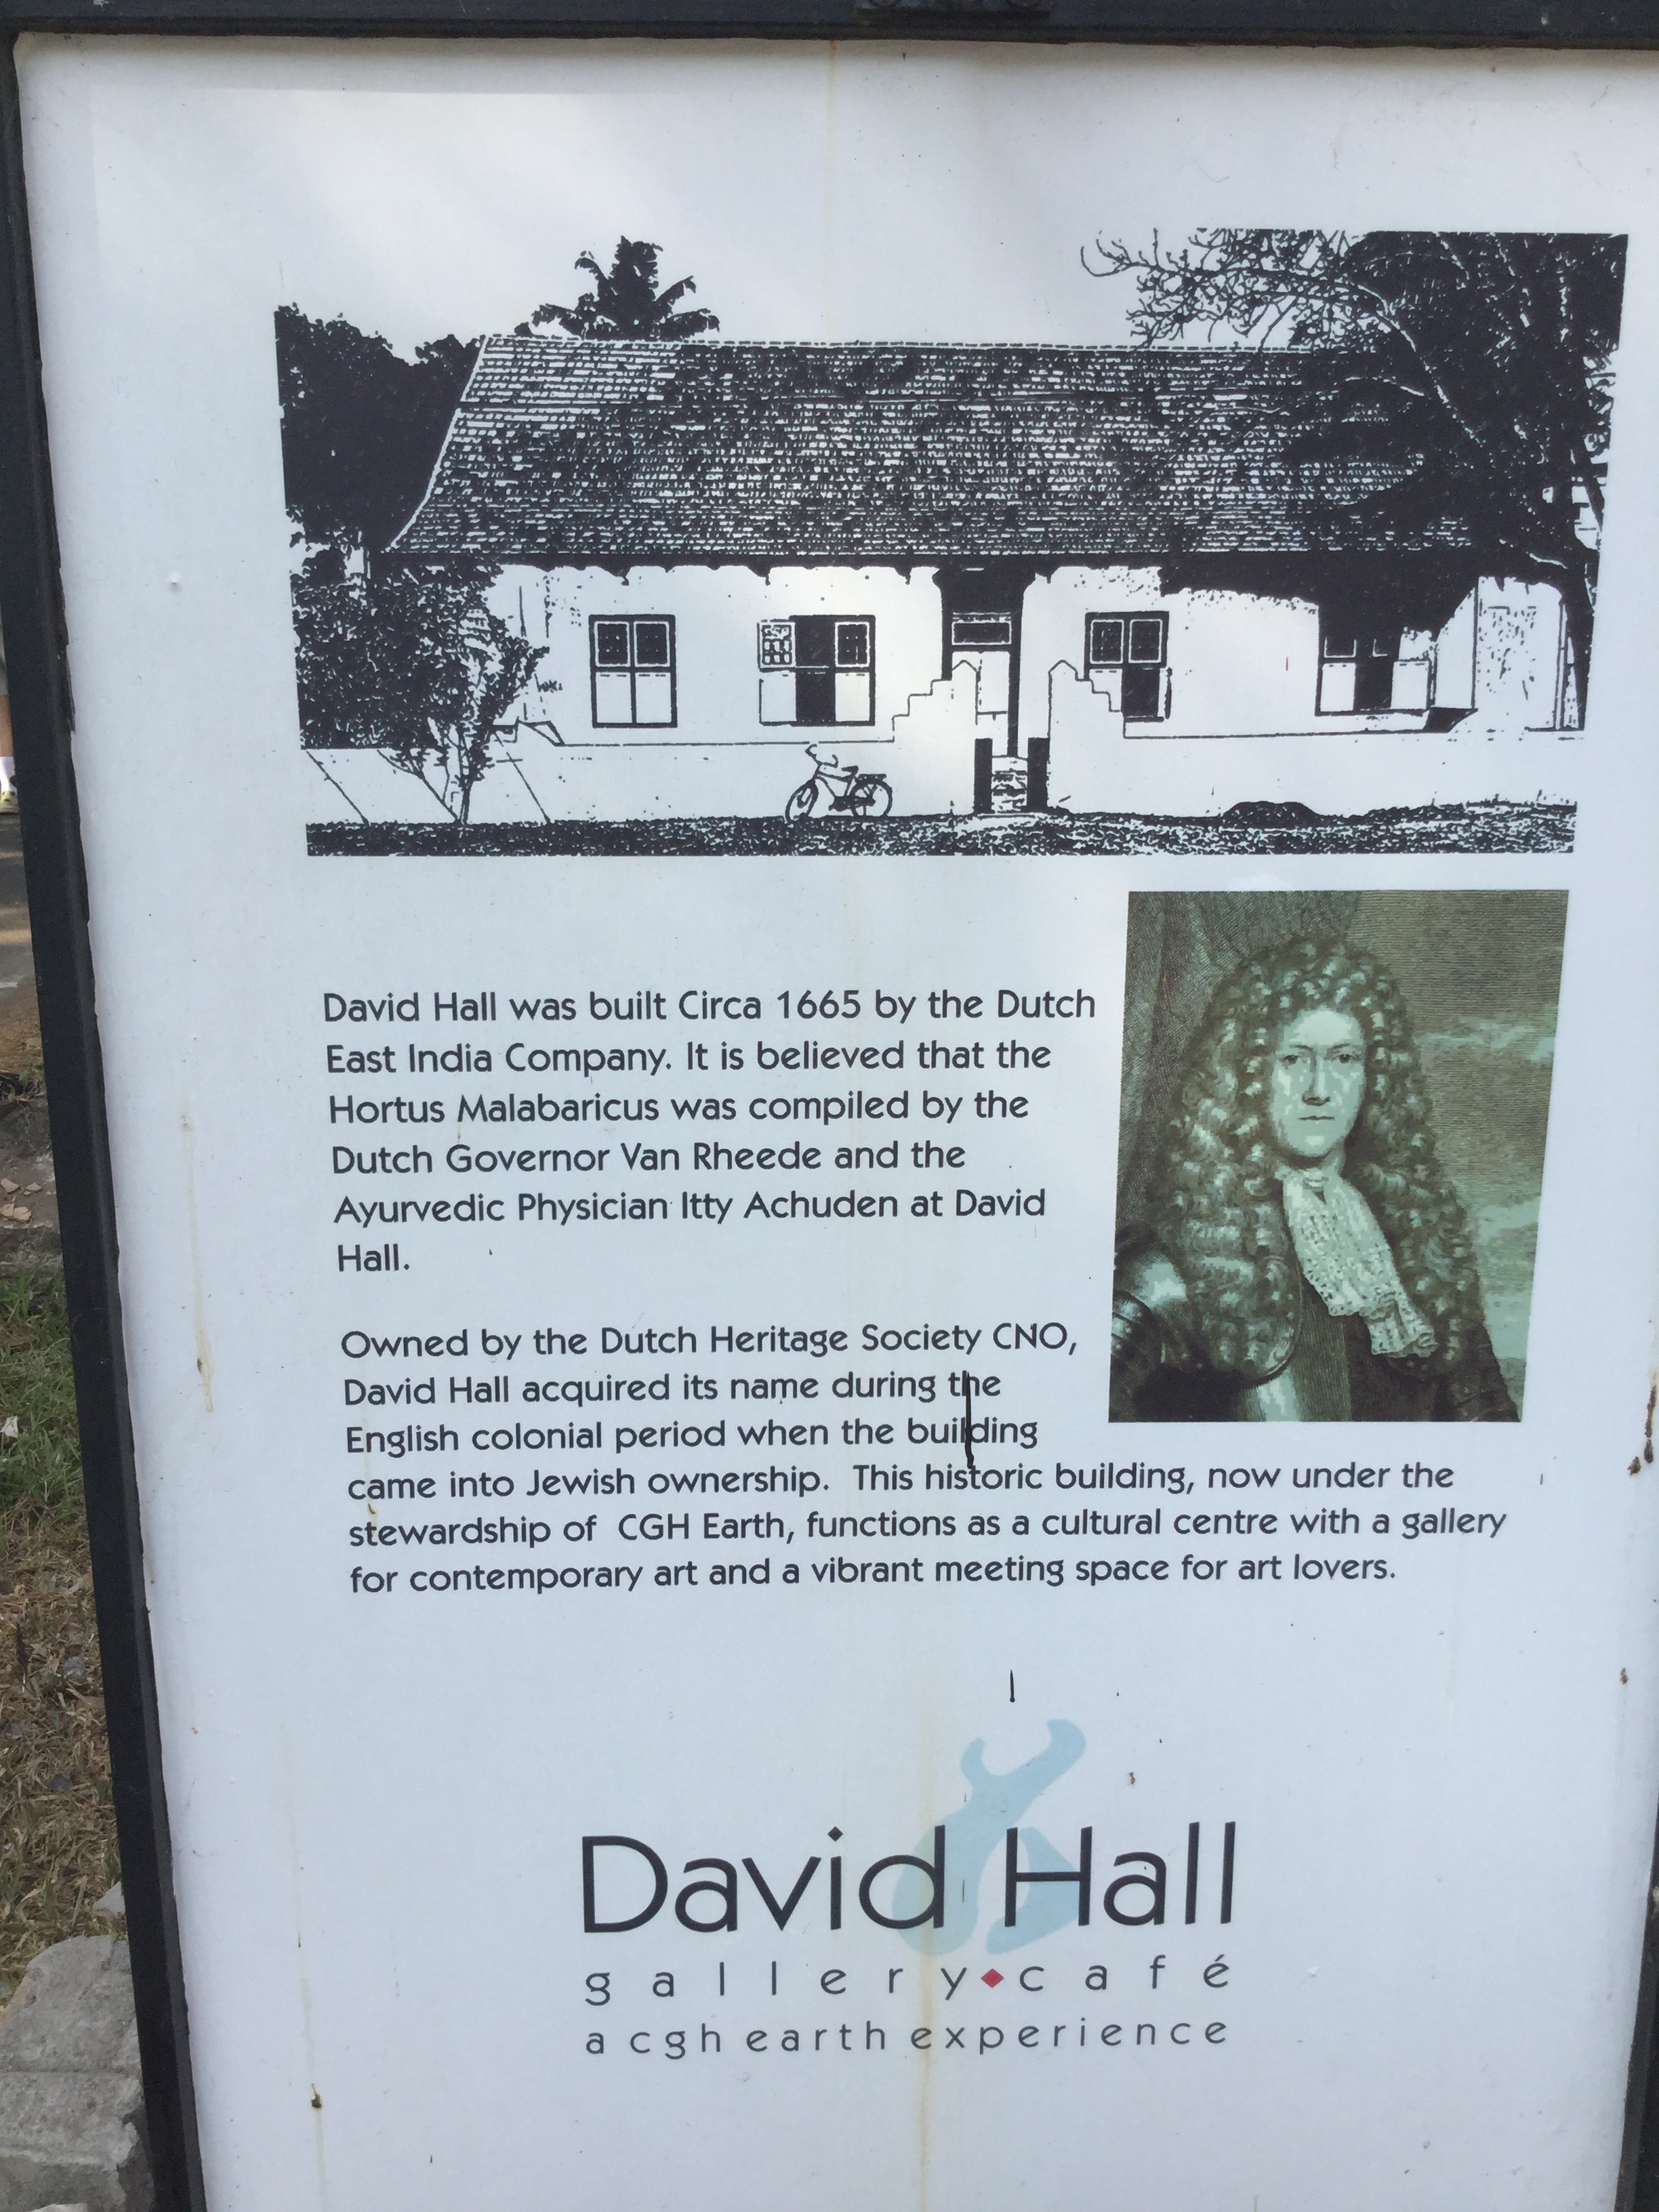 David Hall was built Circa 1665 by the Dutch
East India Company. It is believed that the
Hortus Malabaricus was compiled by the
Dutch Governor Van Rheede and the
Ayurvedic Physician Itty Achuden at David
Hall.
Owned by the Dutch Heritage Society CNO,
David Hall acquired its name during the
English colonial period when the building
came into Jewish ownership. This historic building, now under the
stewardship of CGH Earth, functions as a cultural centre with a gallery
for contemporary art and a vibrant meeting space for art lovers.
David Hall
gallery◆café
a cgh earth experience